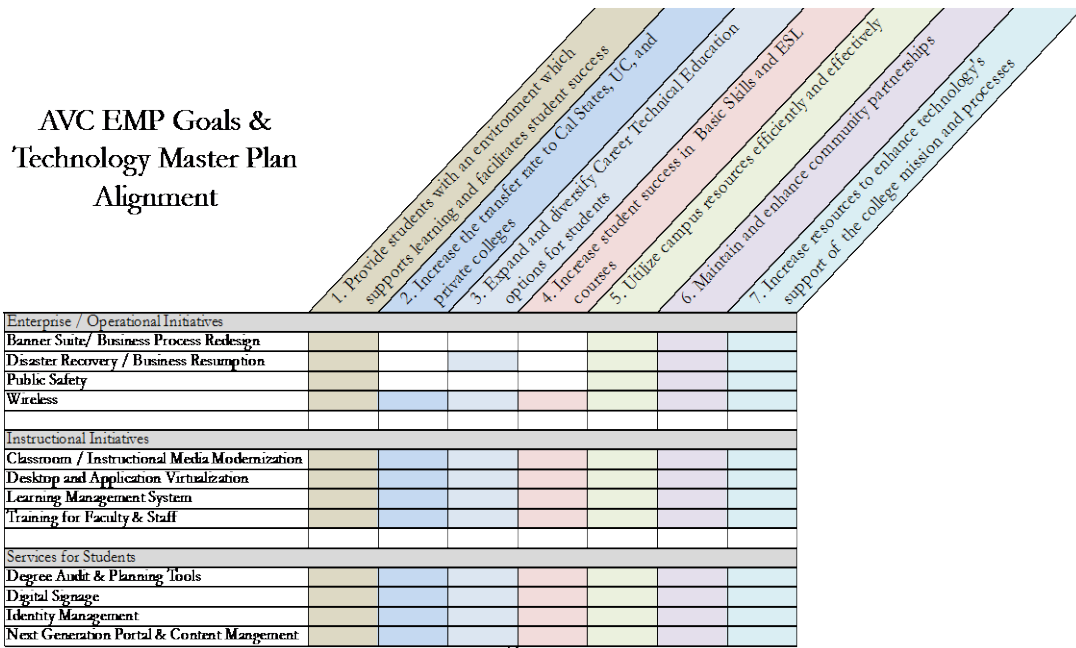 AVC EMP Goals &
Technology Master Plan
Alignment
1. Provide students with an environment which
supports learning and facilitates student success
2. Increase the transfer rate to Cal States, UC, and
private colleges
3. Expand and diversify Career Technical Education
options for students
4. Increase student success in Basic Skills and ESL
courses
5. Utilize campus resources efficiently and effectively
6. Maintain and enhance community partnerships
7. Increase resources to enhance technology's
support of the college mission and processes
Enterprise / Operational Initiatives
Banner Suite/ Business Process Redesign
Disaster Recovery / Business Resumption
Public Safety
Wireless
Instructional Initiatives
Classroom / Instructional Media Modernization
Desktop and Application Virtualization
Learning Management System
Training for Faculty & Staff
Services for Students
Degree Audit & Planning Tools
Digital Signage
Identity Management
Next Generation Portal & Content Mangement